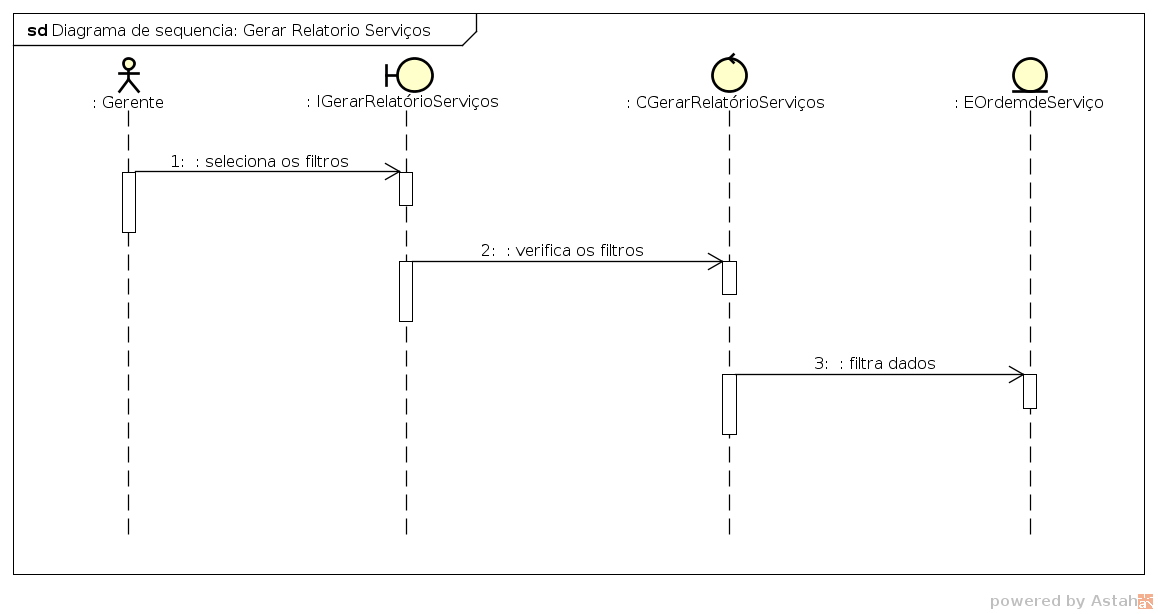 sd Diagrama de sequencia: Gerar Relatorio Serviços
: Gerente
: IGerarRelatórioServiços
: CGerarRelatórioServiços
: EOrdemdeServiço
1: : seleciona os filtros
2: : verifica os filtros
3: : filtra dados
powered by Astah